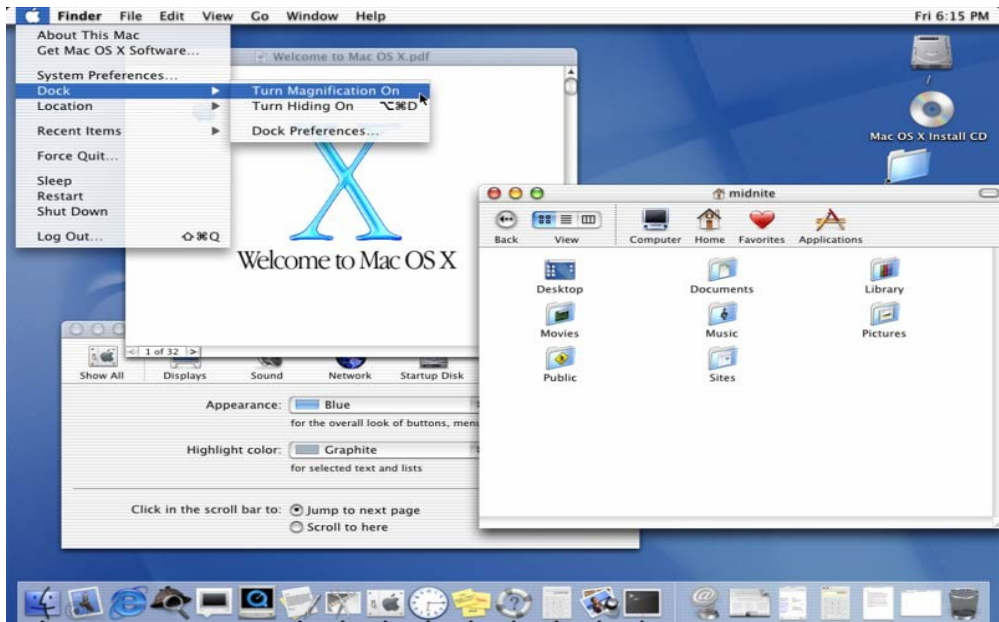 Finder File Edit View Go Window Help
Fri 6:15 PM
About This Mac
Get Mac OS X Software...
System Preferences...
Dock
Location
Recent Items
Force Quit...
Sleep
Restart
Shut Down
Log Out... ⇧⌘Q
Turn Magnification On
Turn Hiding On ⌥⌘D
Dock Preferences...
Welcome to Mac OS X.pdf
X
Welcome to Mac OS X
1 of 32
/
Mac OS X Install CD
midnite
Back View Computer Home Favorites Applications
Desktop Documents Library
Movies Music Pictures
Public Sites
Show All Displays Sound Network Startup Disk
Appearance: Blue
for the overall look of buttons, menu
Highlight color: Graphite
for selected text and lists
Click in the scroll bar to: Jump to next page
Scroll to here